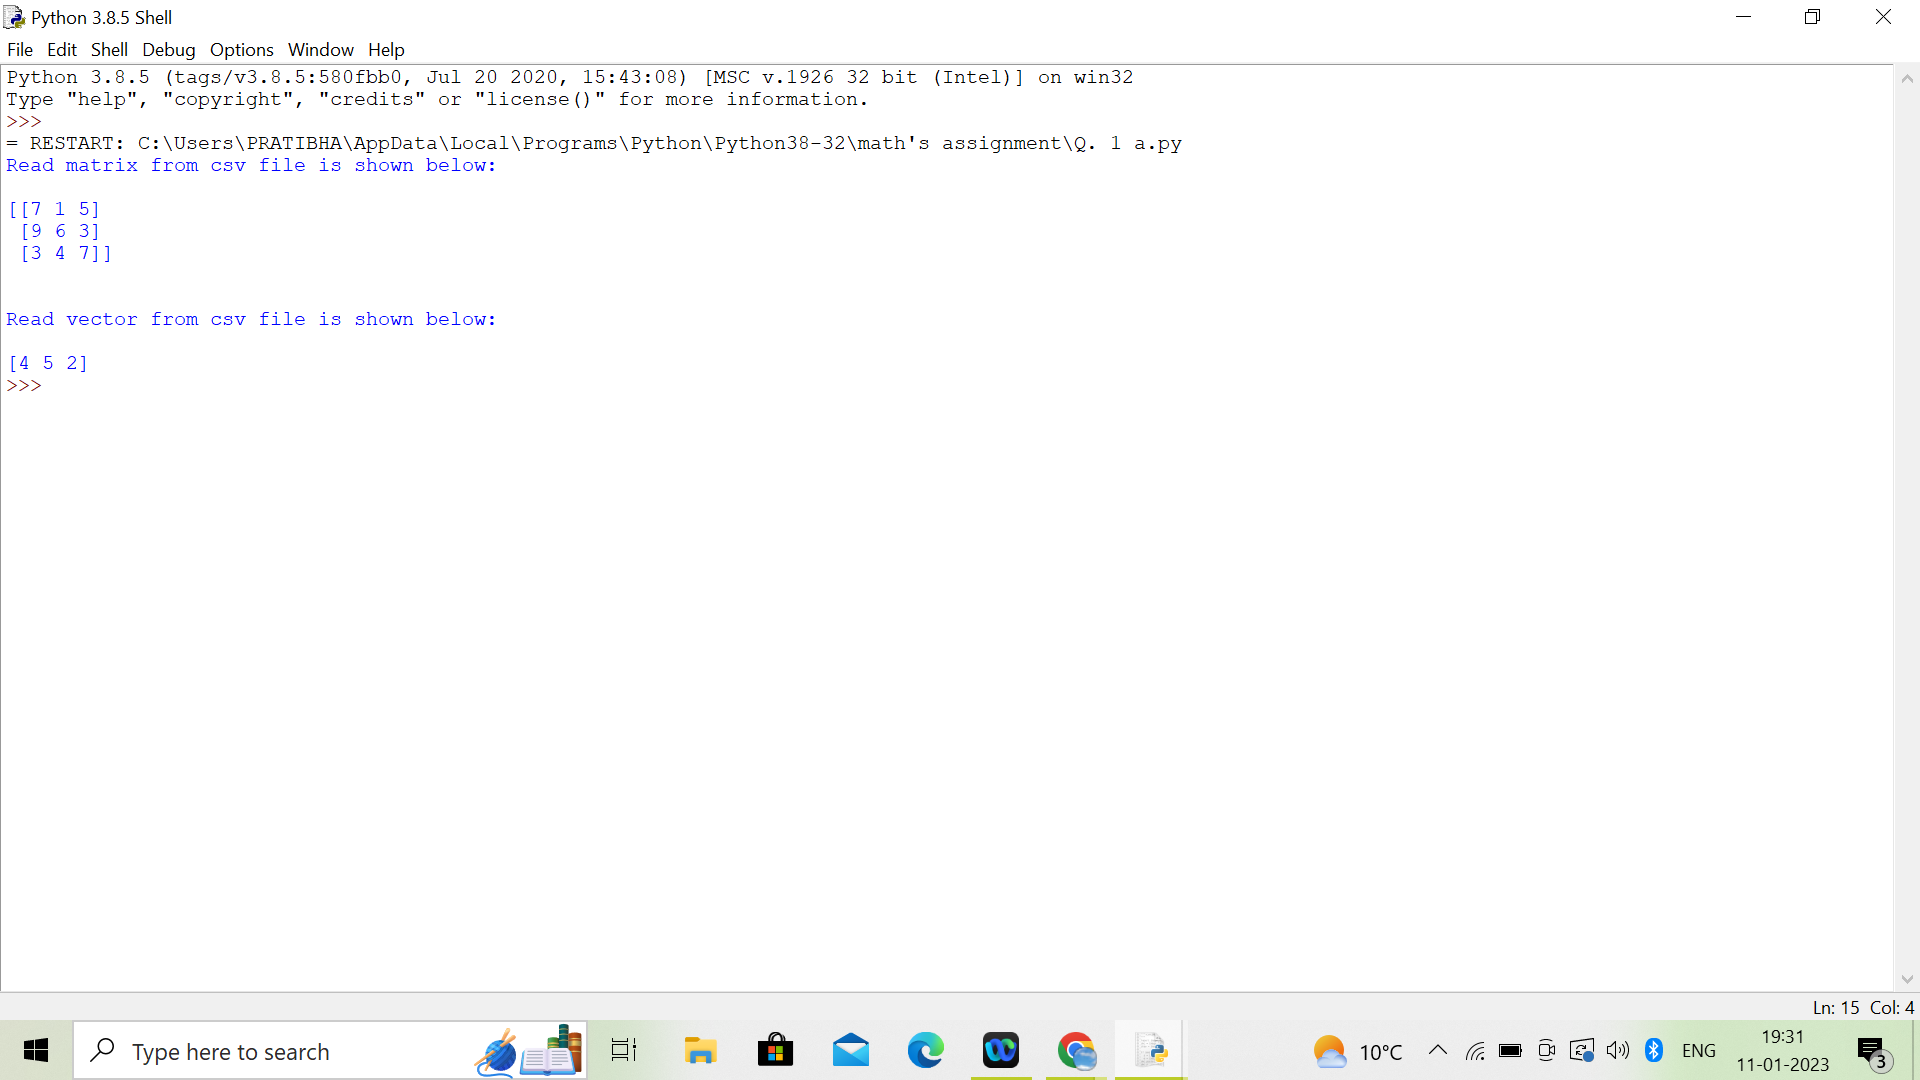 Python 3.8.5 Shell
File Edit Shell Debug Options Window Help
Python 3.8.5 (tags/v3.8.5:580fbb0, Jul 20 2020, 15:43:08) [MSC v.1926 32 bit (Intel)] on win32
Type "help", "copyright", "credits" or "license()" for more information.
>>>
= RESTART: C:\Users\PRATIBHA\AppData\Local\Programs\Python\Python38-32\math's assignment\Q. 1 a.py
Read matrix from csv file is shown below:
[[7 1 5]
[9 6 3]
[3 4 7]]
Read vector from csv file is shown below:
[4 5 2]
>>>
Ln: 15 Col: 4
Type here to search
10°C
ENG
19:31
11-01-2023
3